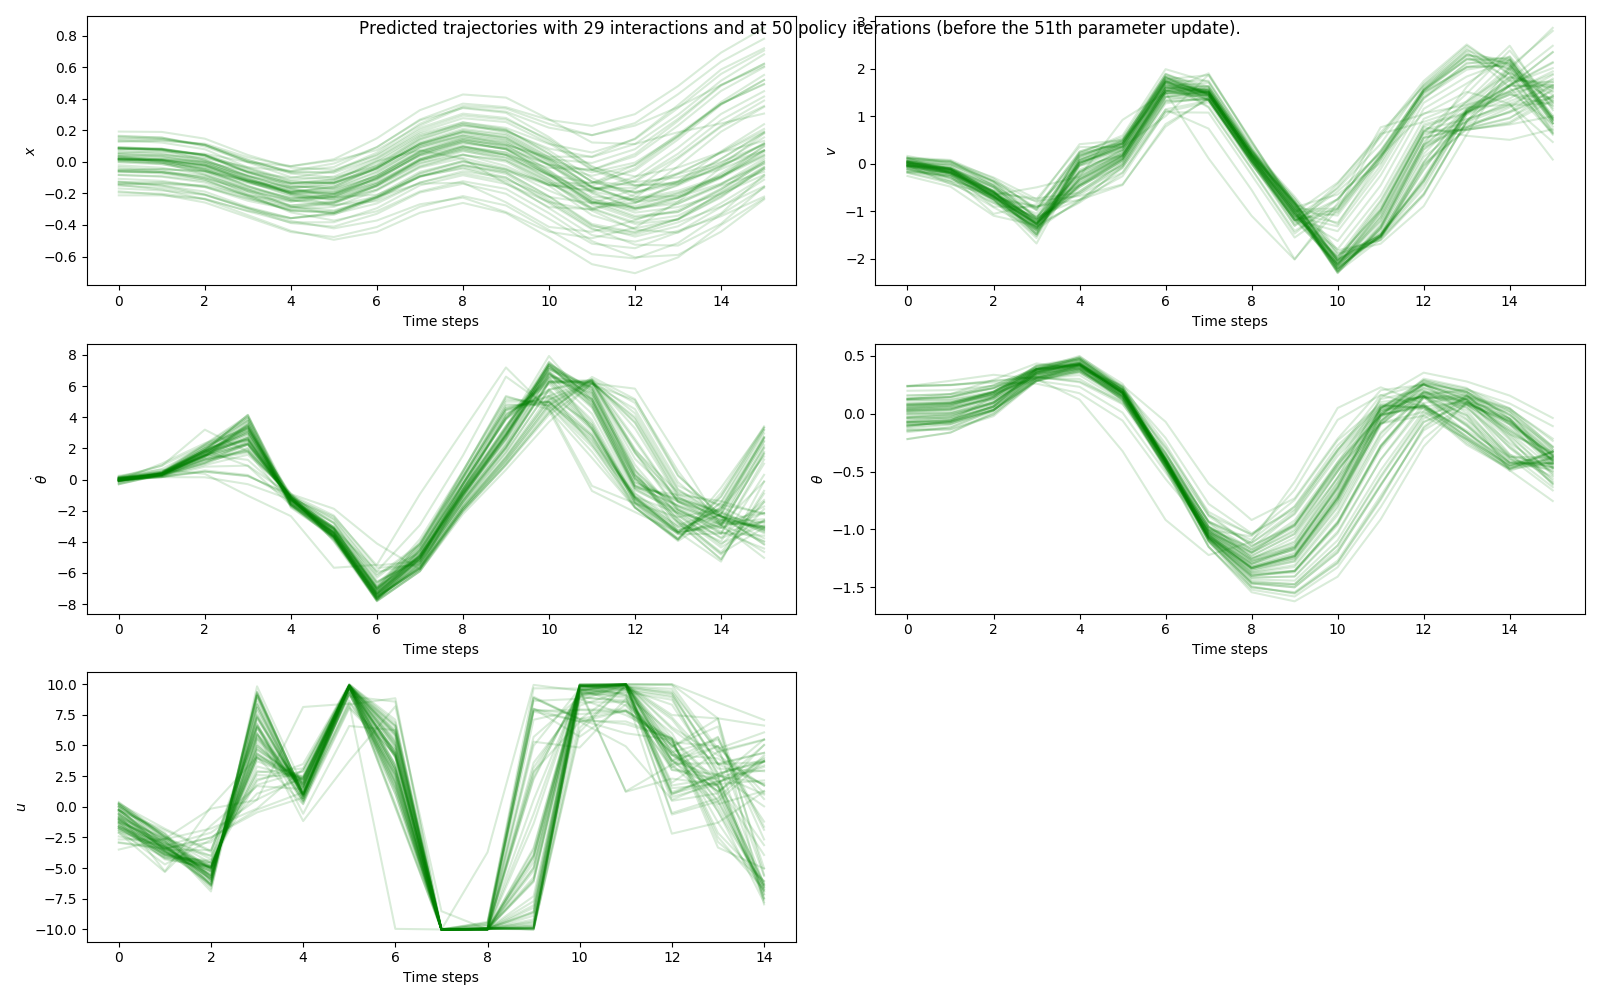 Predicted trajectories with 29 interactions and at 50 policy iterations (before the 51th parameter update).
0.8
0.6
0.4
0.2
0.0
−0.2
−0.4
−0.6
x
0 2 4 6 8 10 12 14
Time steps
3
2
1
0
−1
−2
v
0 2 4 6 8 10 12 14
Time steps
8
6
4
2
0
−2
−4
−6
−8
θ̇
0 2 4 6 8 10 12 14
Time steps
0.5
0.0
−0.5
−1.0
−1.5
θ
0 2 4 6 8 10 12 14
Time steps
10.0
7.5
5.0
2.5
0.0
−2.5
−5.0
−7.5
−10.0
u
0 2 4 6 8 10 12 14
Time steps